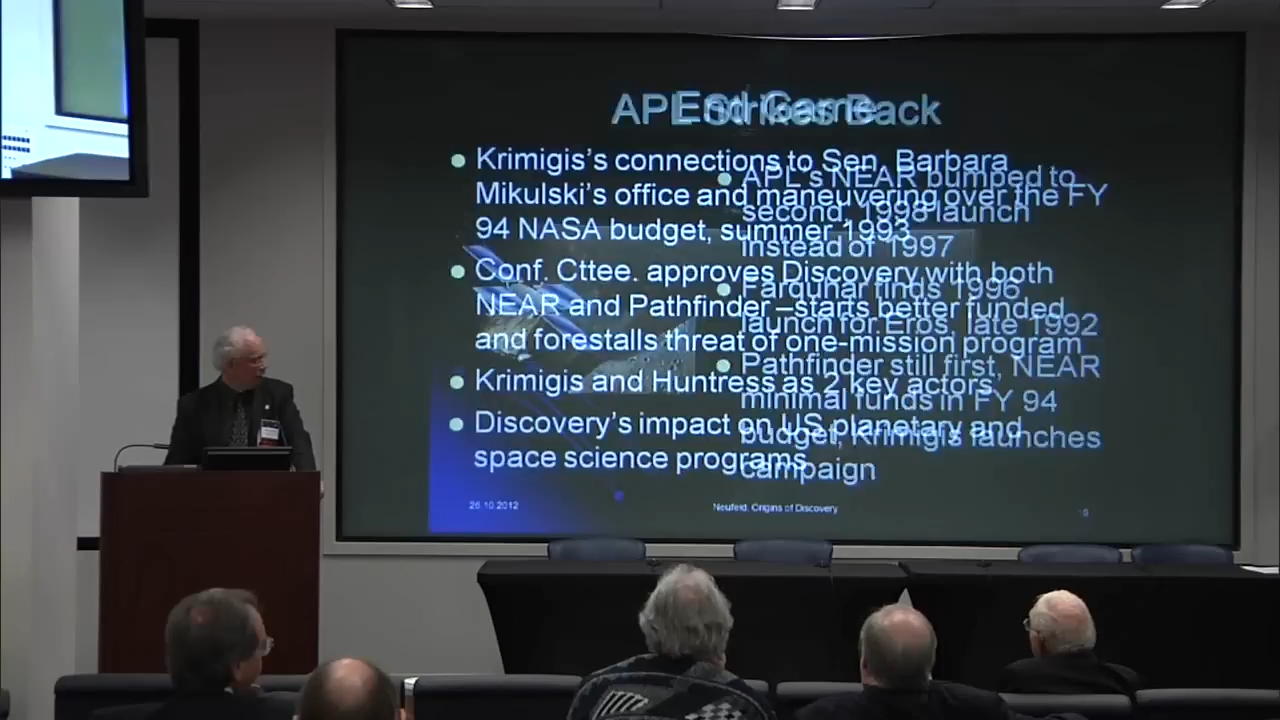 APL Strikes Back
End Game
Krimigis's connections to Sen. Barbara
Mikulski's office and maneuvering over the FY
94 NASA budget, summer 1993
Conf. Cttee. approves Discovery with both
NEAR and Pathfinder –starts better funded
and forestalls threat of one-mission program
Krimigis and Huntress as 2 key actors
Discovery's impact on US planetary and
space science programs
APL's NEAR bumped to
second, 1998 launch
instead of 1997
Farquhar finds 1996
launch for Eros, late 1992
Pathfinder still first, NEAR
minimal funds in FY 94
budget, Krimigis launches
campaign
26.10.2012
Neufeld, Origins of Discovery